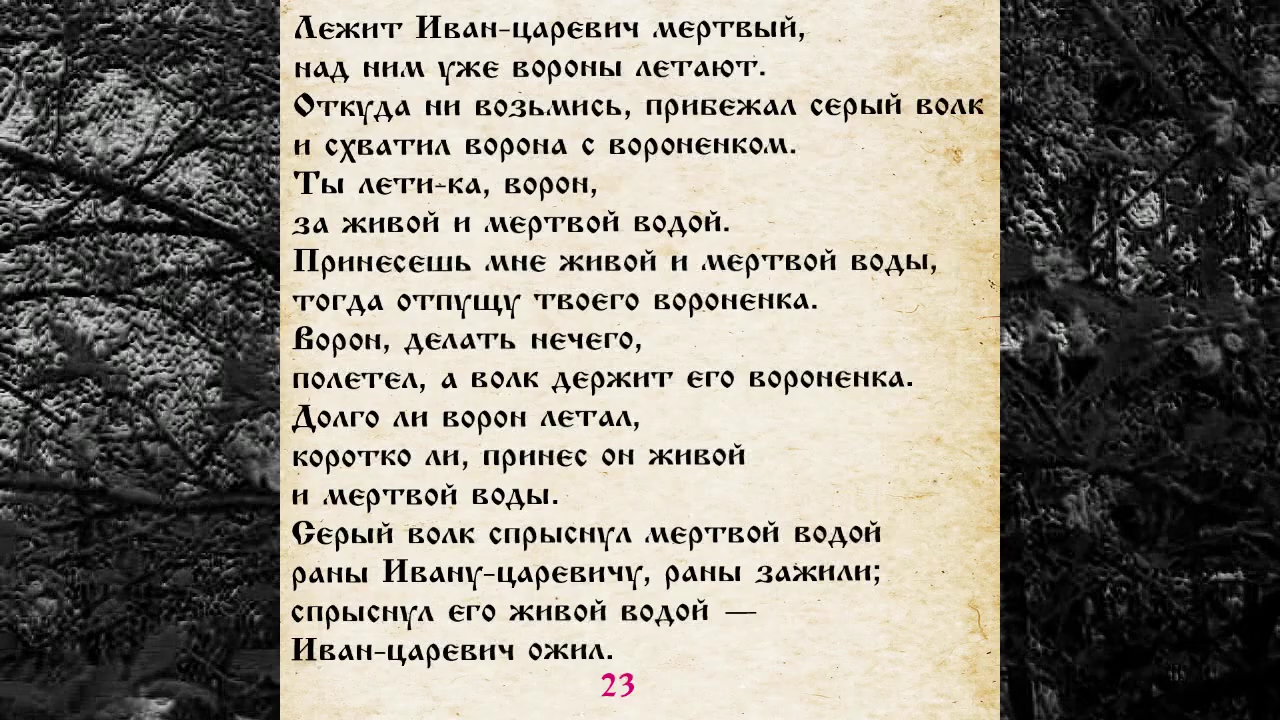 Лежит Иван-царевич мертвый,
над ним уже вороны летают.
Откуда ни возьмись, прибежал серый волк
и схватил ворона с вороненком.
Ты лети-ка, ворон,
за живой и мертвой водой.
Принесешь мне живой и мертвой воды,
тогда отпущу твоего вороненка.
Ворон, делать нечего,
полетел, а волк держит его вороненка.
Долго ли ворон летал,
коротко ли, принес он живой
и мертвой воды.
Серый волк спрыснул мертвой водой
раны Ивану-царевичу, раны зажили;
спрыснул его живой водой —
Иван-царевич ожил.
23